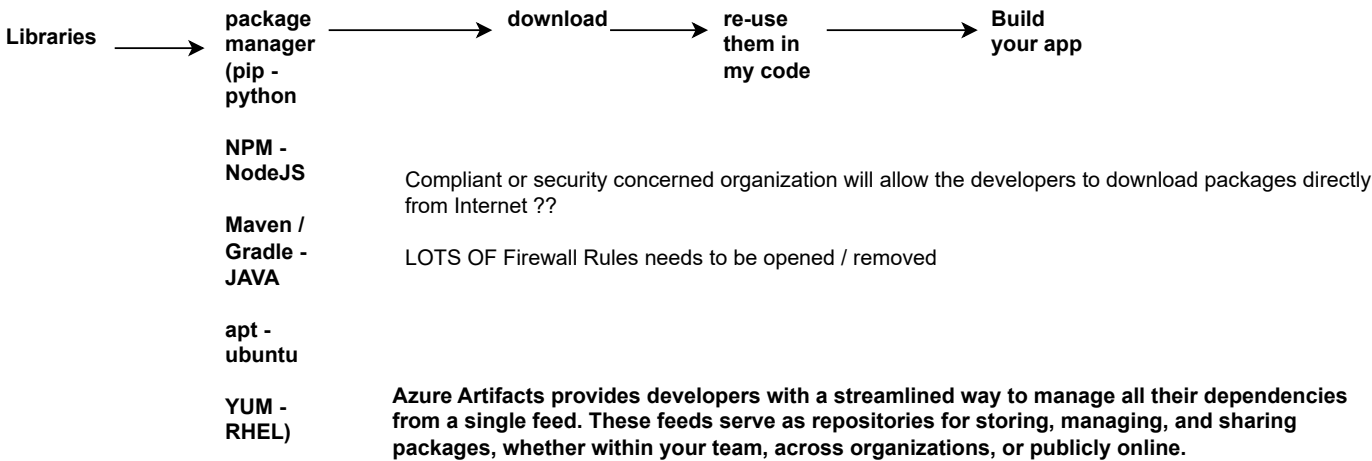 Libraries
package
manager
(pip -
python
NPM -
NodeJS
Maven /
Gradle -
JAVA
apt -
ubuntu
YUM -
RHEL)
download
re-use
them in
my code
Build
your app
Compliant or security concerned organization will allow the developers to download packages directly
from Internet ??
LOTS OF Firewall Rules needs to be opened / removed
Azure Artifacts provides developers with a streamlined way to manage all their dependencies
from a single feed. These feeds serve as repositories for storing, managing, and sharing
packages, whether within your team, across organizations, or publicly online.